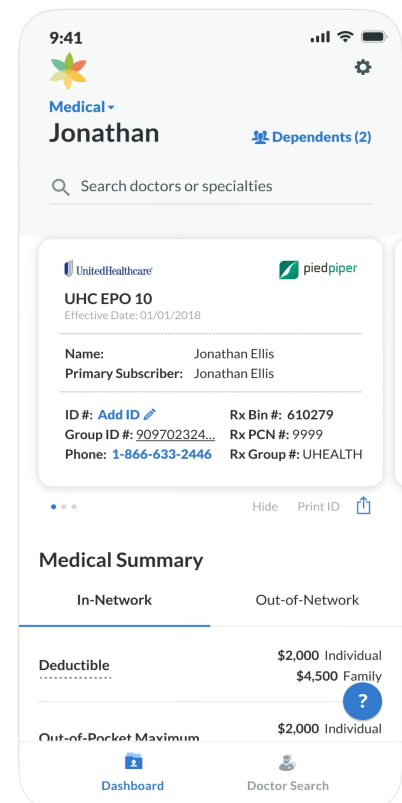 9:41
Medical
Jonathan
Dependents (2)
Search doctors or specialties
UnitedHealthcare
piedpiper
UHC EPO 10
Effective Date: 01/01/2018
Name: Jonathan Ellis
Primary Subscriber: Jonathan Ellis
ID #: Add ID Rx Bin #: 610279
Group ID #: 909702324... Rx PCN #: 9999
Phone: 1-866-633-2446 Rx Group #: UHEALTH
Hide Print ID
Medical Summary
In-Network Out-of-Network
Deductible $2,000 Individual
$4,500 Family
?
Out-of-Pocket Maximum $2,000 Individual
Dashboard Doctor Search